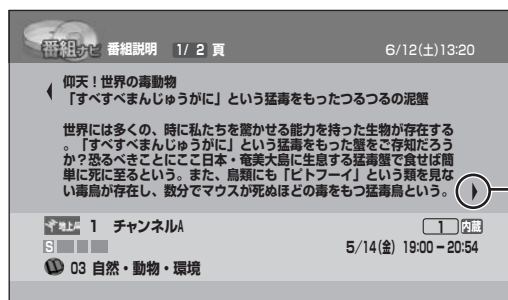 番組ナビ 番組説明 1/ 2 頁 6/12(土)13:20
仰天！世界の毒動物
「すべすべまんじゅうがに」という猛毒をもったつるつるの泥蟹
世界には多くの、時に私たちを驚かせる能力を持った生物が存在する
。「すべすべまんじゅうがに」という猛毒をもった蟹をご存知だろう
か？恐るべきことにここ日本・奄美大島に生息する猛毒蟹で食せば簡
単に死に至るという。また、鳥類にも「ピトフーイ」という類を見な
い毒鳥が存在し、数分でマウスが死ぬほどの毒をもつ猛毒鳥という。
地上D 1 チャンネルA 1 内蔵
S 5/14(金) 19:00－20:54
03 自然・動物・環境